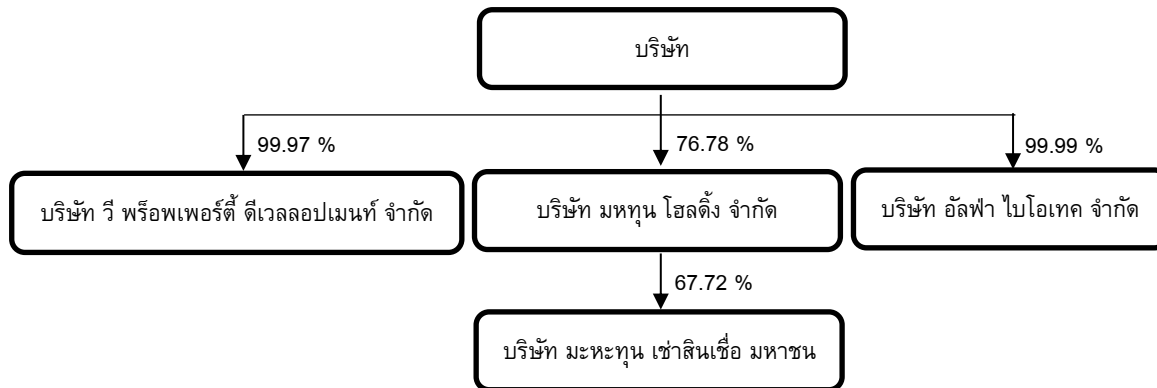 บริษัท
99.97 %
76.78 %
99.99 %
บริษัท วี พร็อพเพอร์ตี้ ดีเวลลอปเมนท์ จำกัด
บริษัท มหทุน โฮลดิ้ง จำกัด
บริษัท อัลฟ่า ไบโอเทค จำกัด
67.72 %
บริษัท มะหะทุน เช่าสินเชื่อ มหาชน